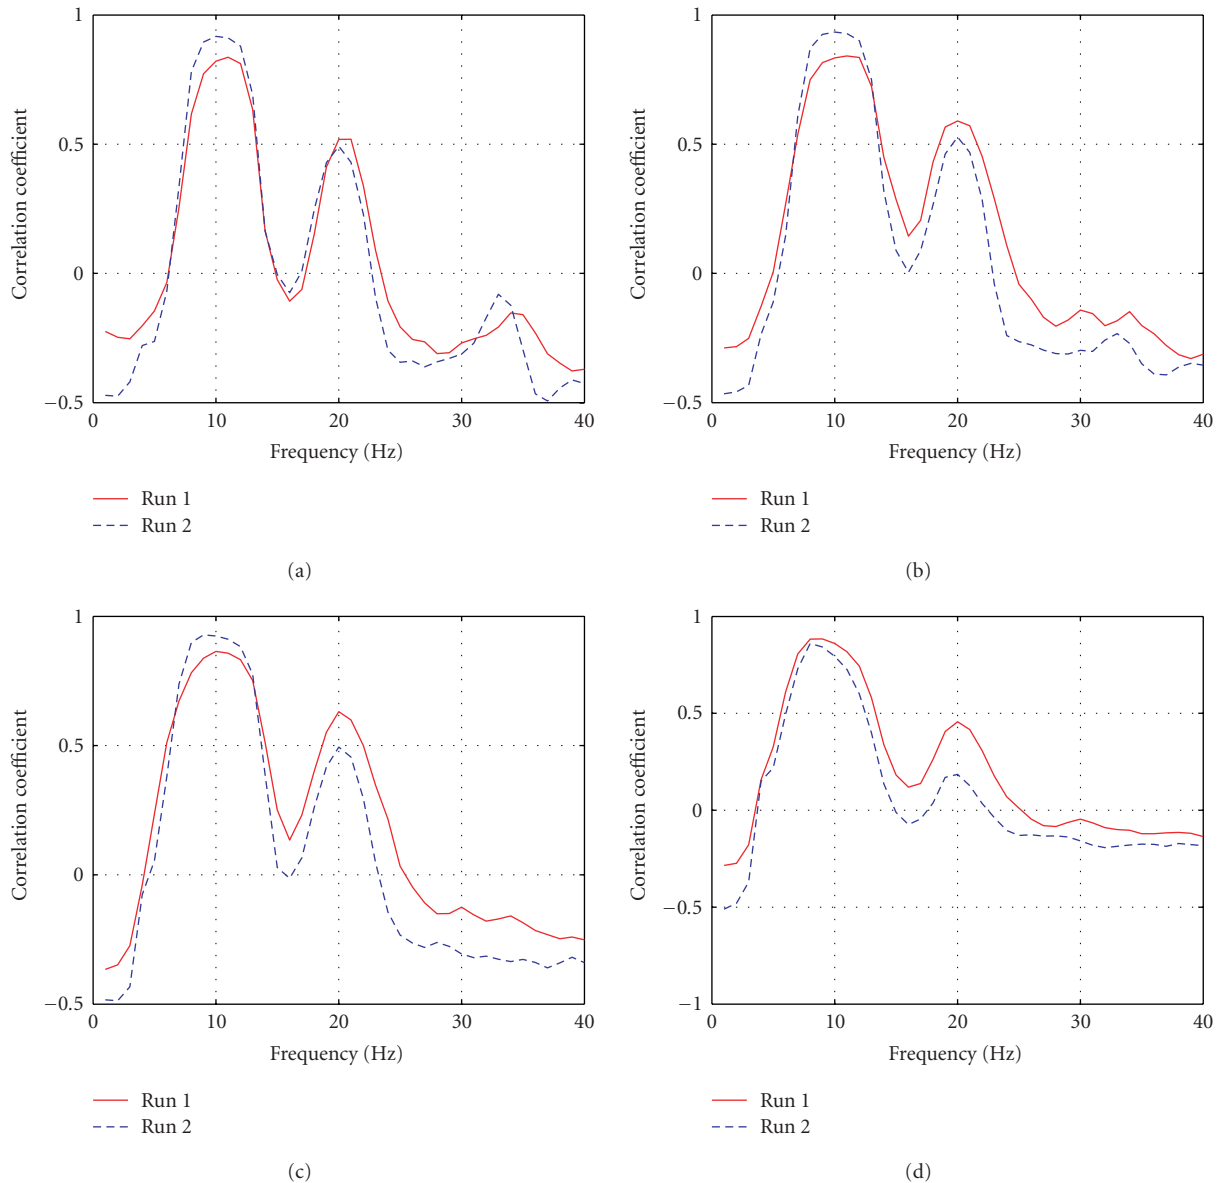 1
0.5
0
−0.5
0 10 20 30 40
Correlation coefficient
Frequency (Hz)
Run 1
Run 2
(a)
1
0.5
0
−0.5
0 10 20 30 40
Correlation coefficient
Frequency (Hz)
Run 1
Run 2
(b)
1
0.5
0
−0.5
0 10 20 30 40
Correlation coefficient
Frequency (Hz)
Run 1
Run 2
(c)
1
0.5
0
−0.5
−1
0 10 20 30 40
Correlation coefficient
Frequency (Hz)
Run 1
Run 2
(d)